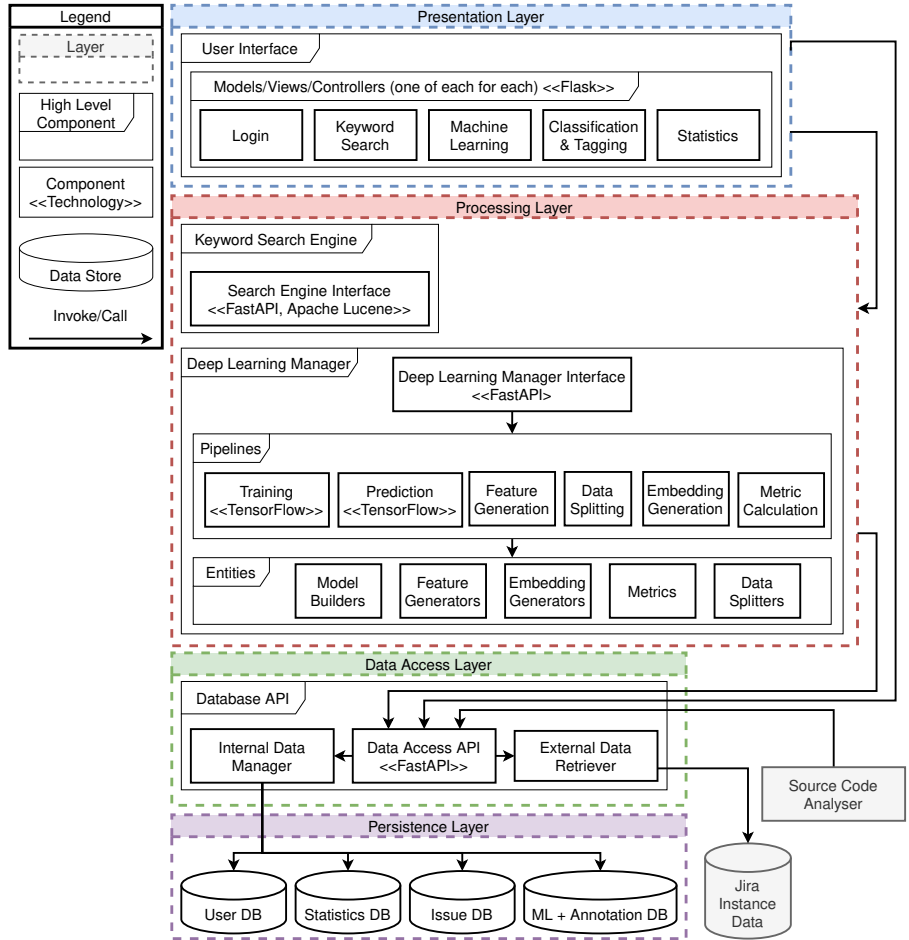 Legend
Layer
High Level
Component
Component
<<Technology>>
Data Store
Invoke/Call
Presentation Layer
User Interface
Models/Views/Controllers (one of each for each) <<Flask>>
Login
Keyword
Search
Machine
Learning
Classification
& Tagging
Statistics
Processing Layer
Keyword Search Engine
Search Engine Interface
<<FastAPI, Apache Lucene>>
Deep Learning Manager
Deep Learning Manager Interface
<<FastAPI>
Pipelines
Training
<<TensorFlow>>
Prediction
<<TensorFlow>>
Feature
Generation
Data
Splitting
Embedding
Generation
Metric
Calculation
Entities
Model
Builders
Feature
Generators
Embedding
Generators
Metrics
Data
Splitters
Data Access Layer
Database API
Internal Data
Manager
Data Access API
<<FastAPI>>
External Data
Retriever
Source Code
Analyser
Persistence Layer
User DB
Statistics DB
Issue DB
ML + Annotation DB
Jira
Instance
Data